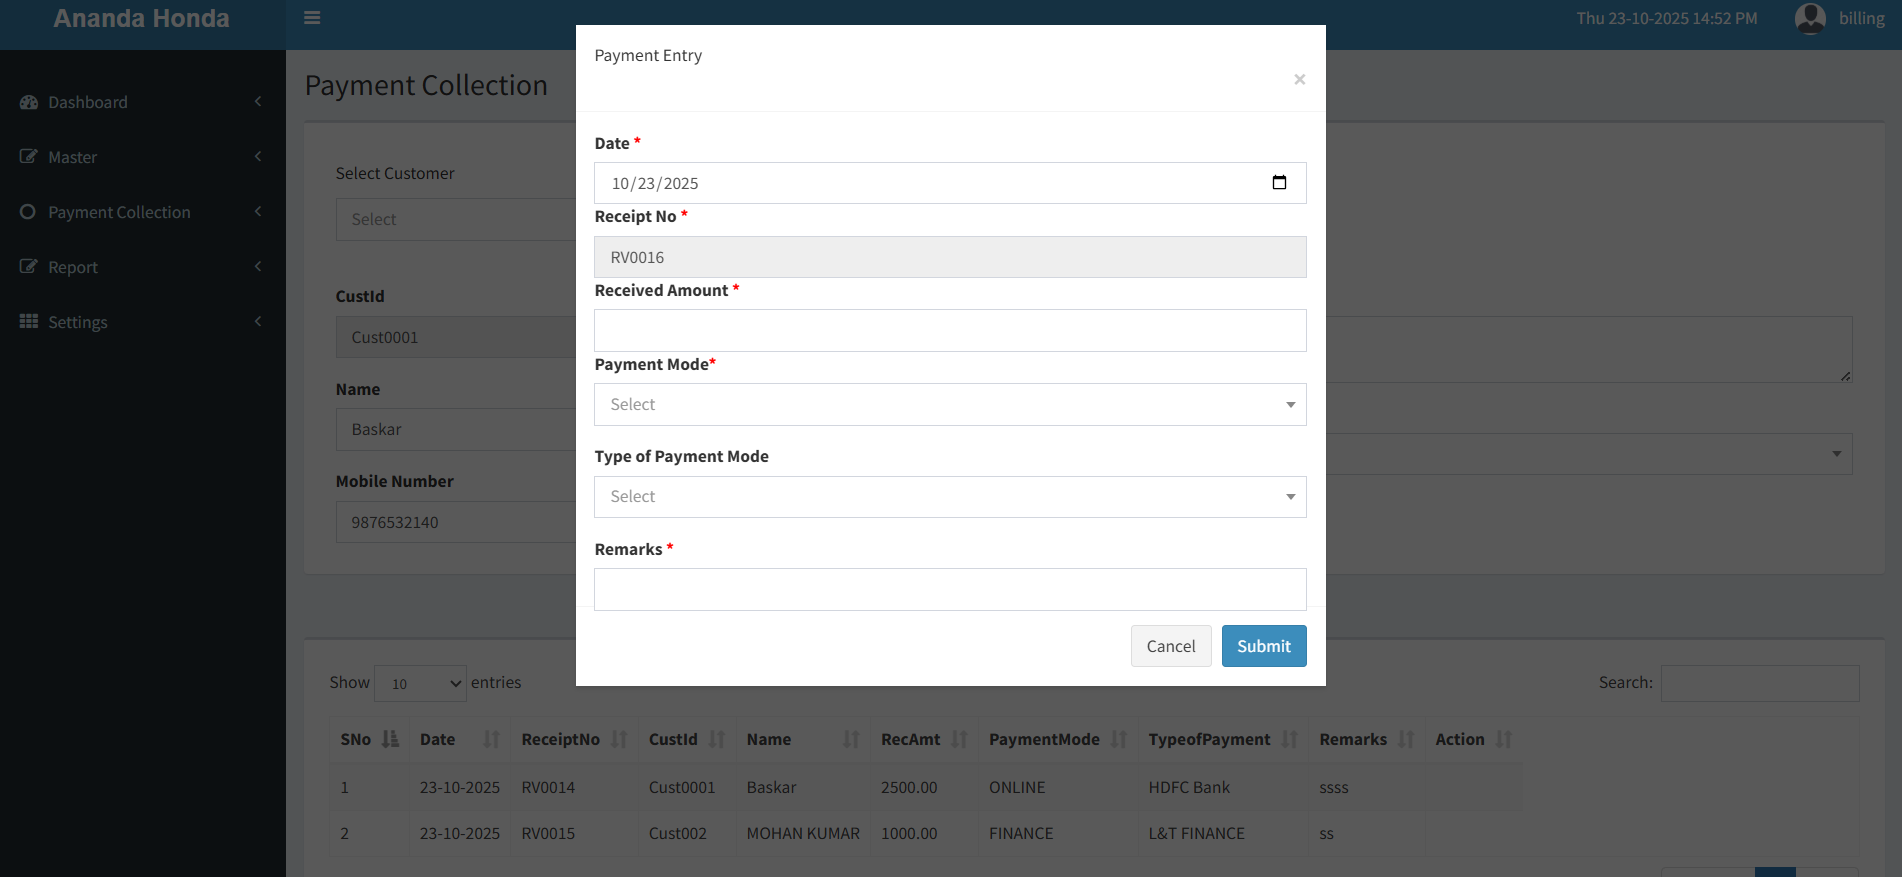 Ananda Honda
Thu 23-10-2025 14:52 PM
billing
Dashboard
Master
Payment Collection
Report
Settings
Payment Collection
Select Customer
Select
CustId
Cust0001
Name
Baskar
Mobile Number
9876532140
Payment Entry
×
Date *
10/23/2025
Receipt No *
RV0016
Received Amount *
Payment Mode*
Select
Type of Payment Mode
Select
Remarks *
Cancel Submit
Show 10 entries
Search:
SNo Date ReceiptNo CustId Name RecAmt PaymentMode TypeofPayment Remarks Action
1 23-10-2025 RV0014 Cust0001 Baskar 2500.00 ONLINE HDFC Bank ssss
2 23-10-2025 RV0015 Cust002 MOHAN KUMAR 1000.00 FINANCE L&T FINANCE ss